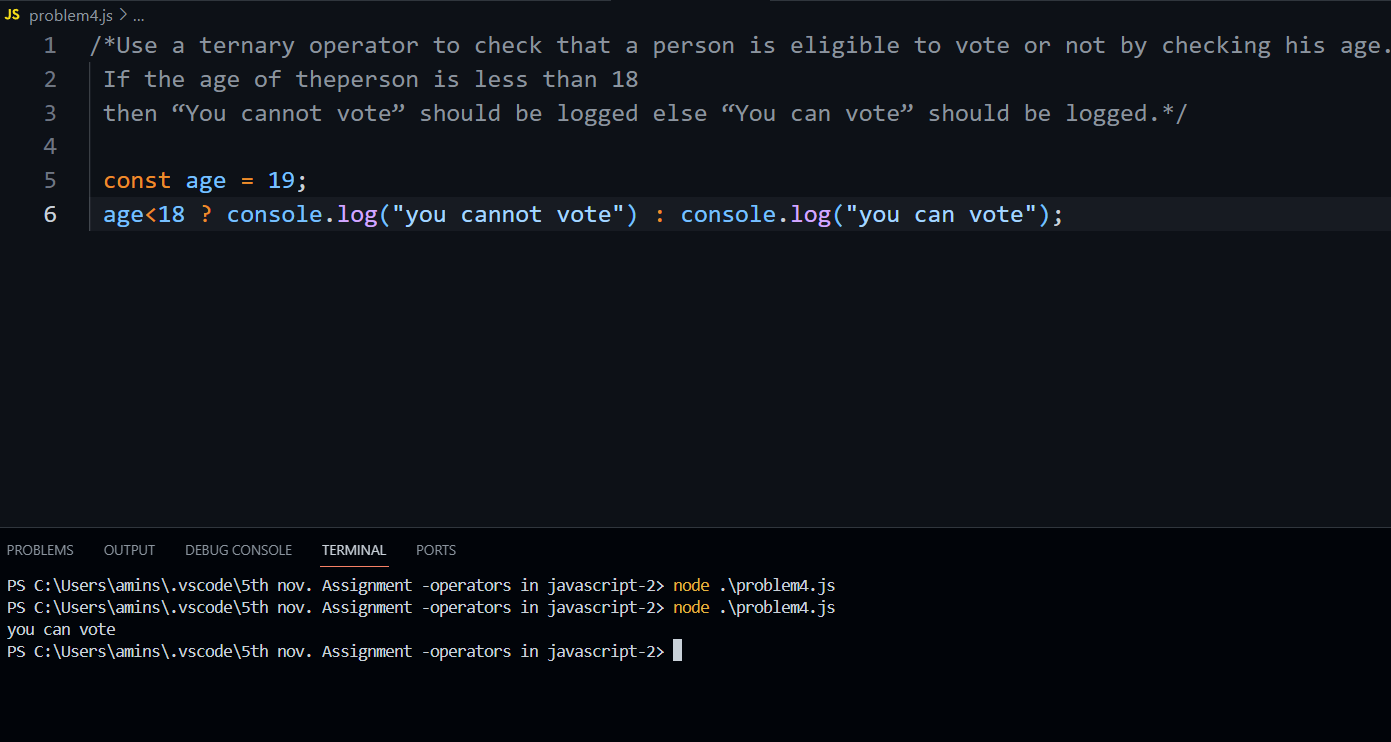 JS problem4.js > ...
1 /*Use a ternary operator to check that a person is eligible to vote or not by checking his age.
2 If the age of theperson is less than 18
3 then “You cannot vote” should be logged else “You can vote” should be logged.*/
4
5 const age = 19;
6 age<18 ? console.log("you cannot vote") : console.log("you can vote");
PROBLEMS OUTPUT DEBUG CONSOLE TERMINAL PORTS
PS C:\Users\amins\.vscode\5th nov. Assignment -operators in javascript-2> node .\problem4.js
PS C:\Users\amins\.vscode\5th nov. Assignment -operators in javascript-2> node .\problem4.js
you can vote
PS C:\Users\amins\.vscode\5th nov. Assignment -operators in javascript-2>